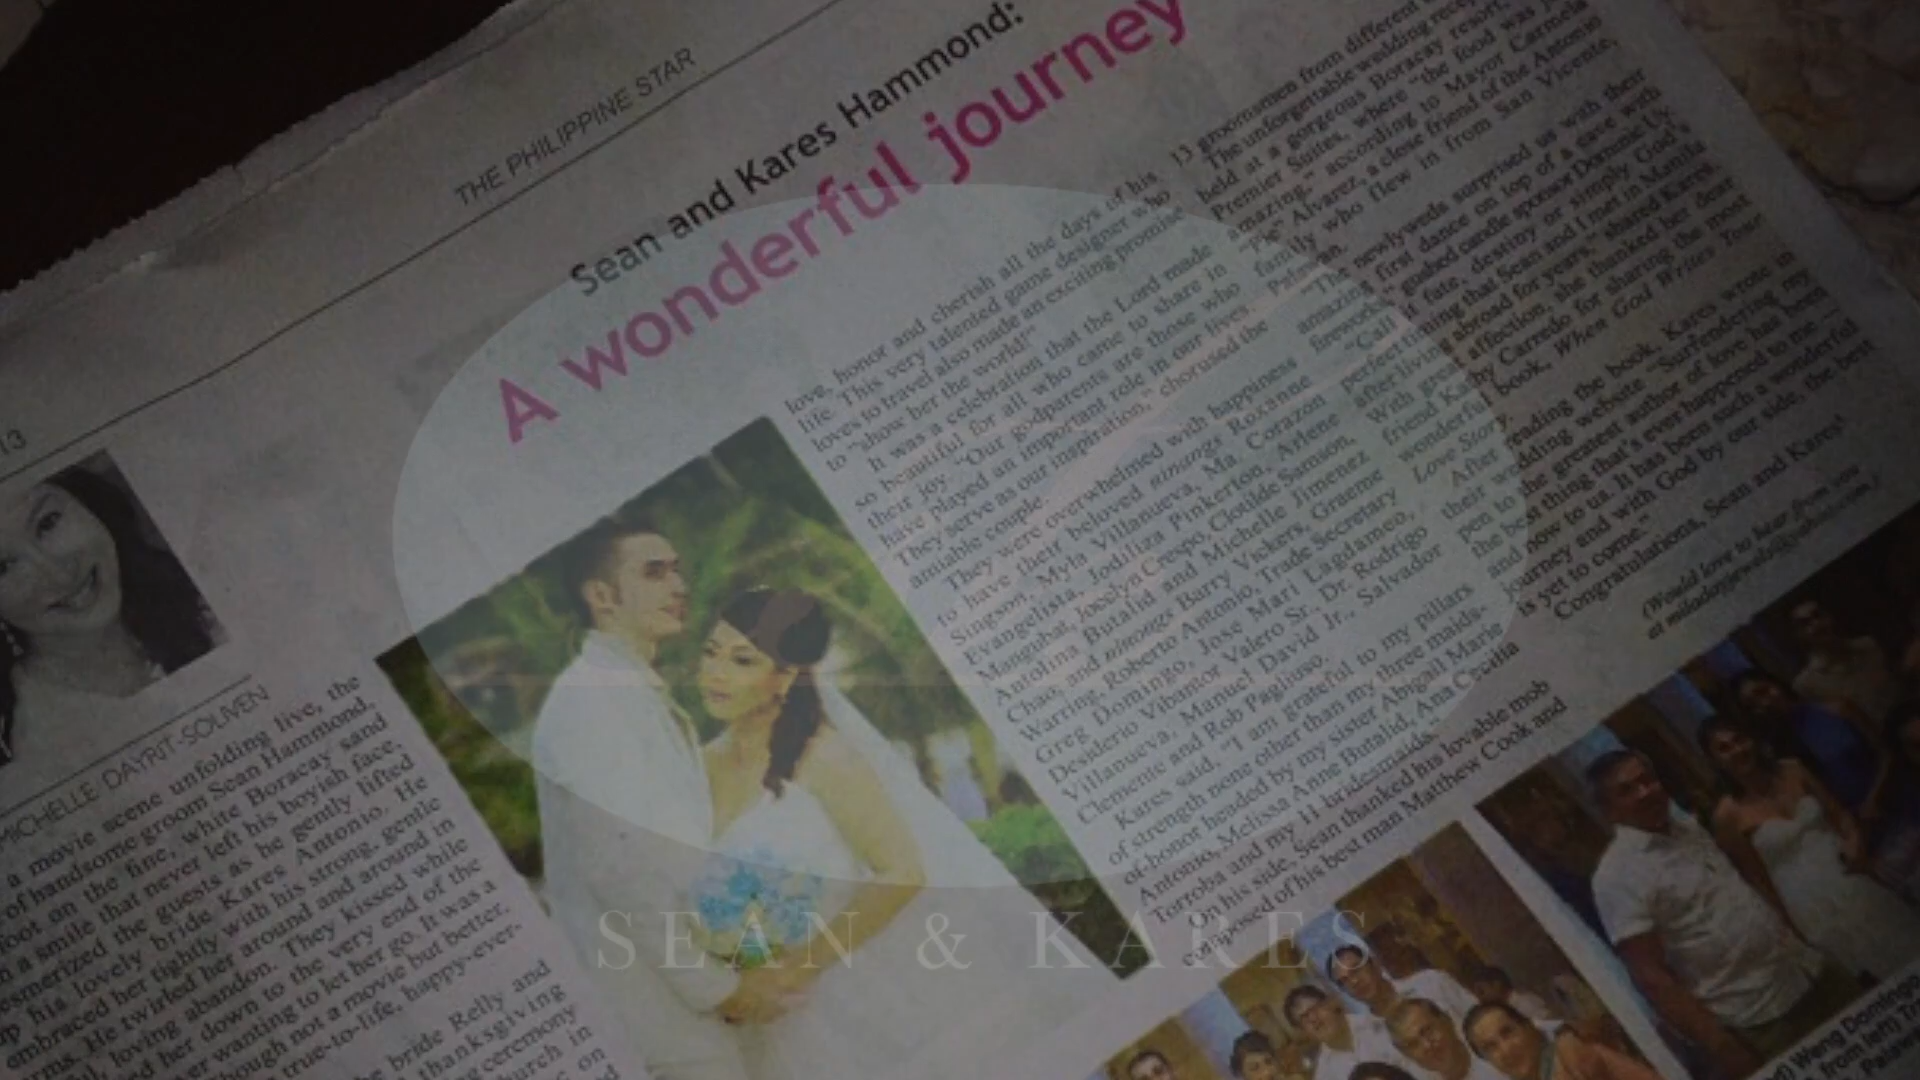 13
THE PHILIPPINE STAR
Sean and Kares Hammond:
A wonderful journey
MICHELLE DAYRIT-SOLIVEN
a movie scene unfolding live, the
of handsome groom Sean Hammond,
foot on the fine, white Boracay sand
a smile that never left his boyish face,
esmerized the guests as he gently lifted
up his lovely bride Kares Antonio. He
embraced her tightly with his strong, gentle
arms. He twirled her around and around in
loving abandon. They kissed while
ed her down to the very end of the
ver wanting to let her go. It was a
hough not a movie but better,
true-to-life, happy-ever-
he bride Relly and
thanksgiving
ceremony
hurch in
on
love, honor and cherish all the days of his
life. This very talented game designer who
loves to travel also made an exciting promise
to "show her the world!"
It was a celebration that the Lord made
so beautiful for all who came to share in
their joy. "Our godparents are those who
have played an important role in our lives.
They serve as our inspiration," chorused the
amiable couple.
They were overwhelmed with happiness
to have their beloved ninangs Roxanne
Singson, Myla Villanueva, Ma. Corazon
Evangelista, Jodiliza Pinkerton, Arlene
Mangubat, Jocelyn Crespo, Clotilde Samson,
Antolina Butalid and Michelle Jimenez
Chao, and ninongs Barry Vickers, Graeme
Warring, Roberto Antonio, Trade Secretary
Greg Domingo, Jose Mari Lagdameo,
Desiderio Vibantor Valero Sr., Dr. Rodrigo
Villanueva, Manuel David Jr., Salvador
Clemente and Rob Pagliuso.
Kares said, "I am grateful to my pillars
of strength none other than my three maids-
of-honor headed by my sister Abigail Marie
Antonio, Melissa Anne Butalid, Ana Cecilia
Torroba and my 11 bridesmaids."
On his side, Sean thanked his lovable mob
composed of his best man Matthew Cook and
13 groomsmen from different
The unforgettable wedding
held at a gorgeous Boracay resort,
Premier Suites, where "the food was
amazing," according to Mayor Carmela
"Pie" Alvarez, a close friend of the Antonio
family who flew in from San Vicente,
Palawan.
"The newlyweds surprised us with their
amazing first dance on top of a cave with
fireworks," gushed candle sponsor Dominic Uy.
"Call it fate, destiny or simply God's
perfect timing that Sean and I met in Manila
after living abroad for years," shared Kares.
With great affection, she thanked her dear
friend Kathy Carredo for sharing the most
wonderful book, When God Writes Your
Love Story.
After reading the book, Kares wrote in
their wedding website "Surrendering my
pen to the greatest author of love has been
the best thing that's ever happened to me —
and now to us. It has been such a wonderful
journey and with God by our side, the best
is yet to come."
Congratulations, Sean and Kares!
(Would love to hear from you
SEAN & KARES
Weng Domingo